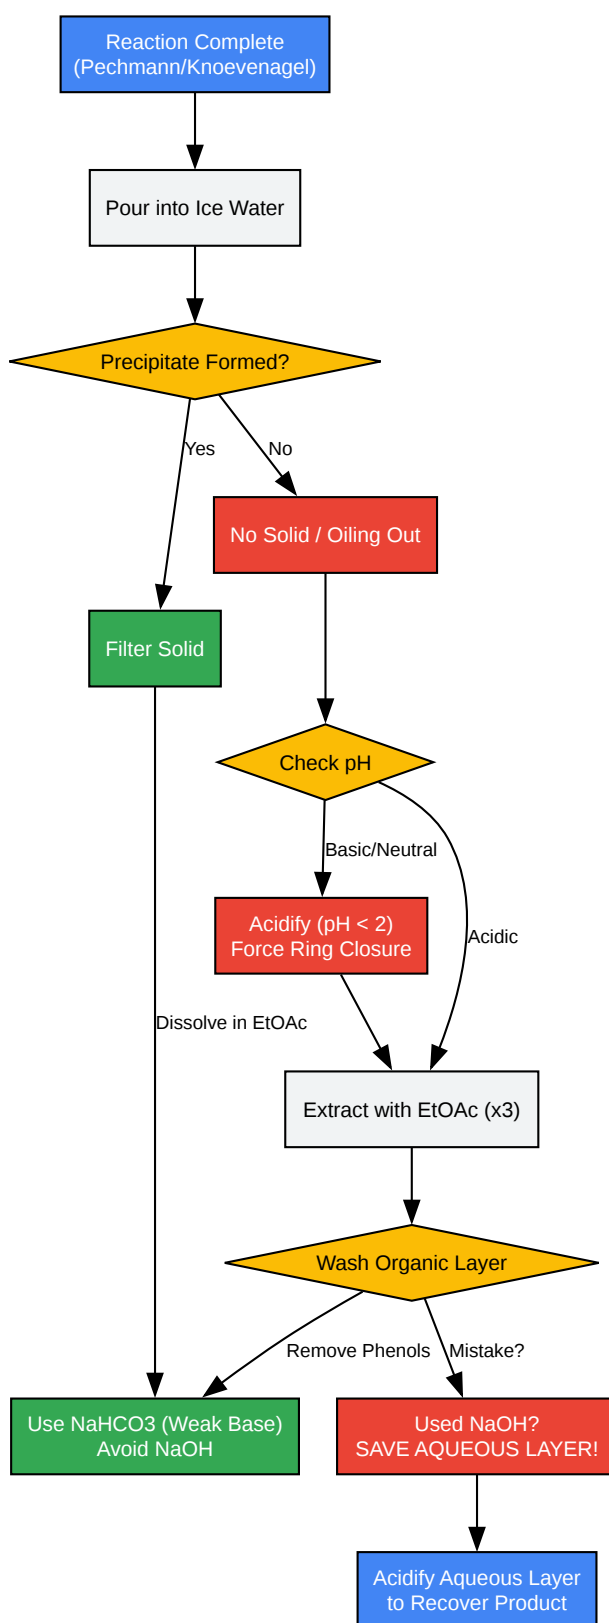 Reaction Complete
(Pechmann/Knoevenagel)
Pour into Ice Water
Precipitate Formed?
Yes
No
No Solid / Oiling Out
Filter Solid
Check pH
Basic/Neutral
Acidify (pH < 2)
Force Ring Closure
Acidic
Dissolve in EtOAc
Extract with EtOAc (x3)
Wash Organic Layer
Remove Phenols
Mistake?
Use NaHCO3 (Weak Base)
Avoid NaOH
Used NaOH?
SAVE AQUEOUS LAYER!
Acidify Aqueous Layer
to Recover Product